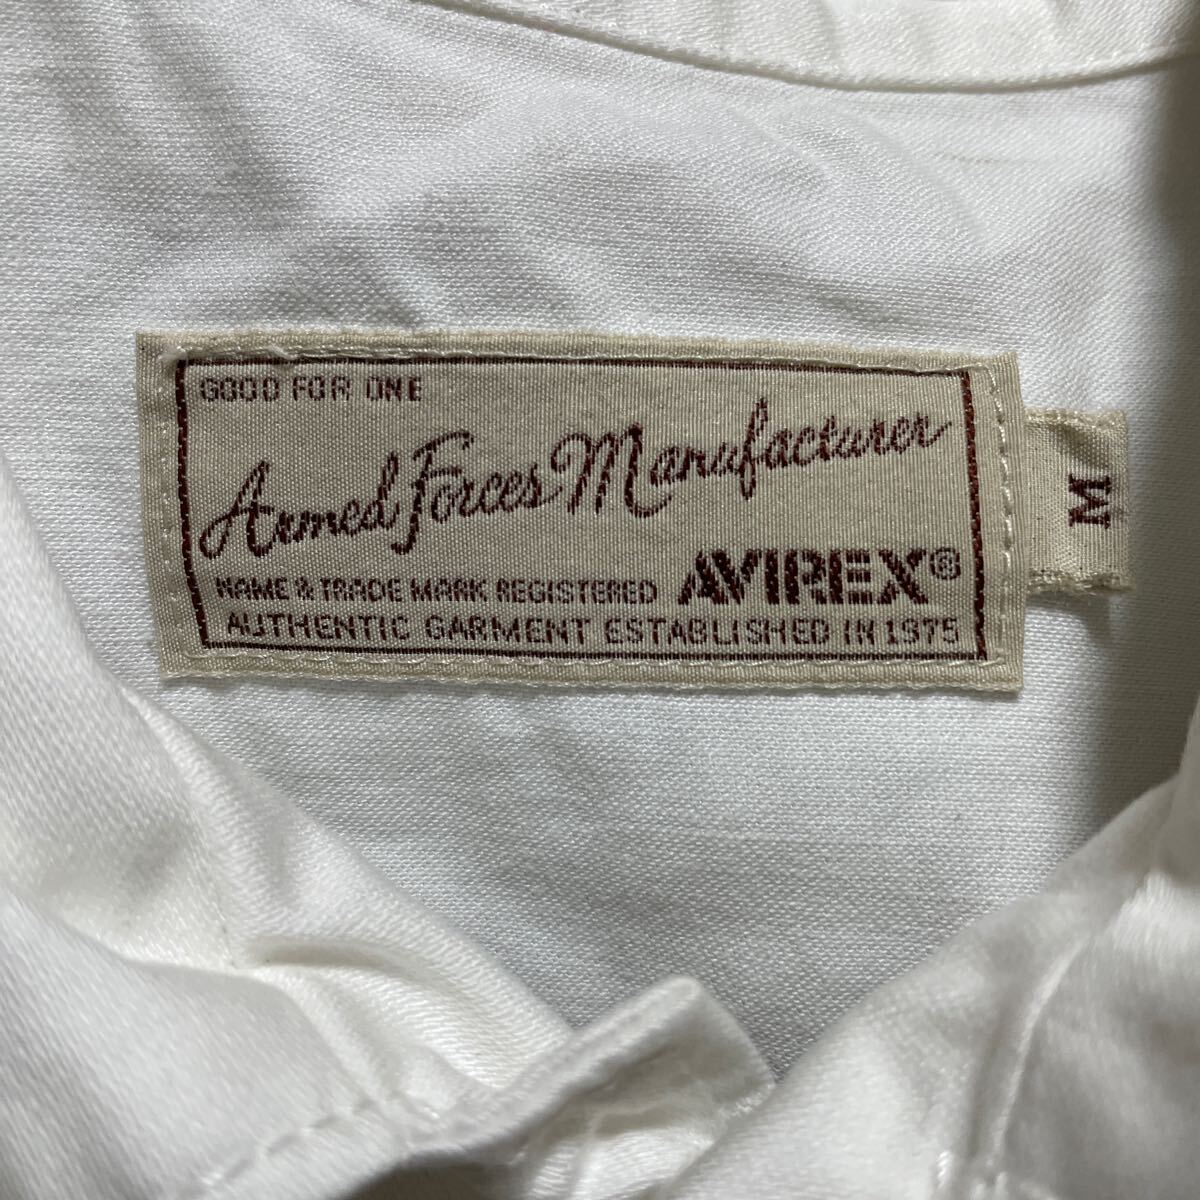 GOOD FOR ONE
Armed Forces Manufacturer
NAME & TRADE MARK REGISTERED AVIREX®
AUTHENTIC GARMENT ESTABLISHED IN 1975
M